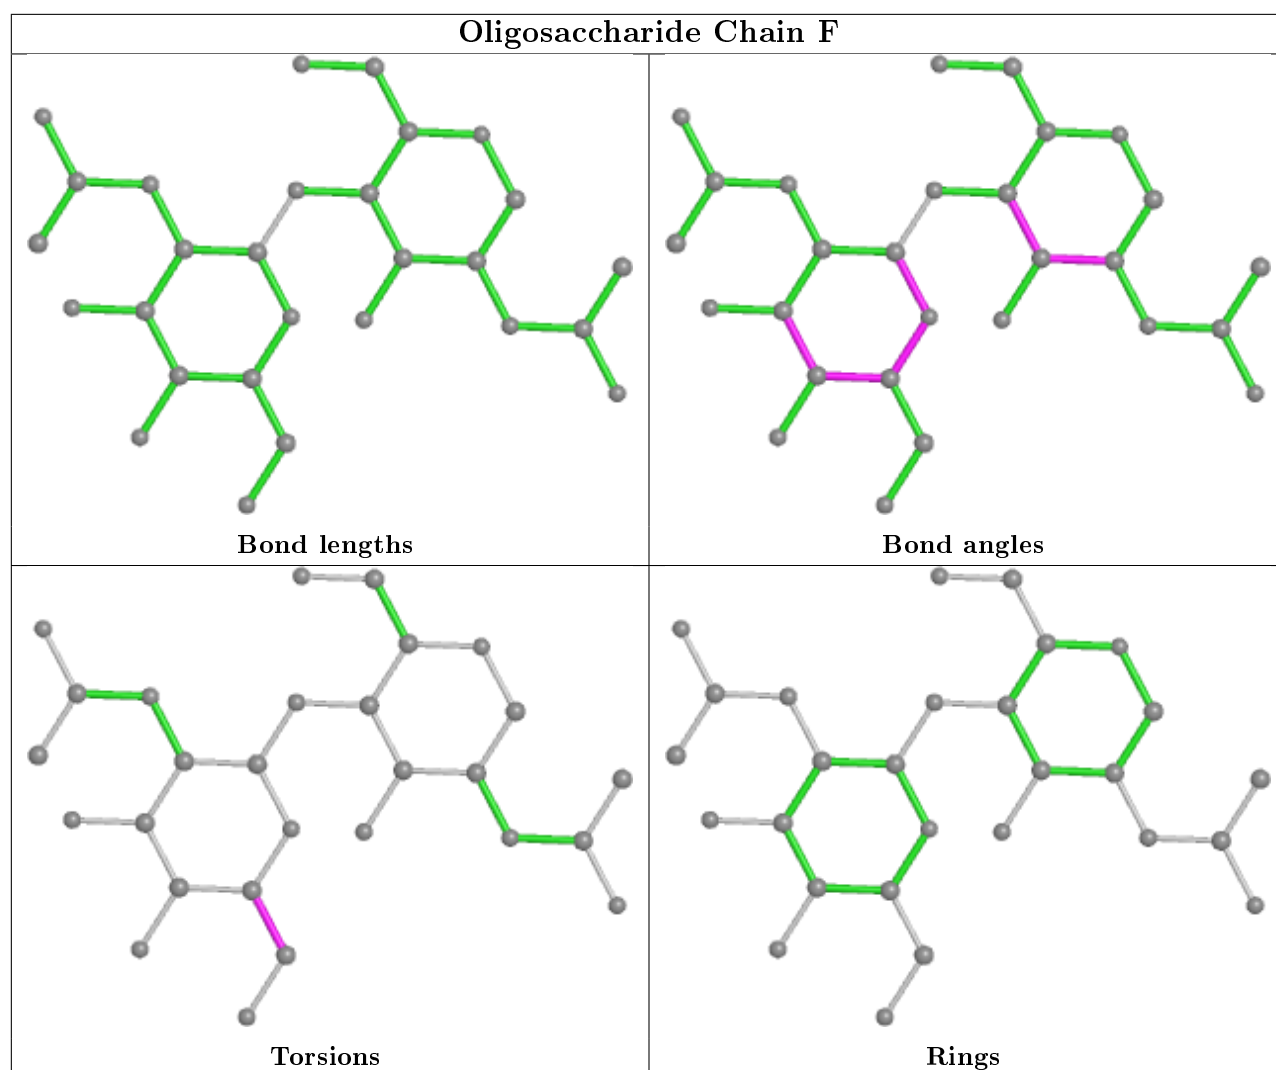 Oligosaccharide Chain F
Bond lengths
Bond angles
Torsions
Rings